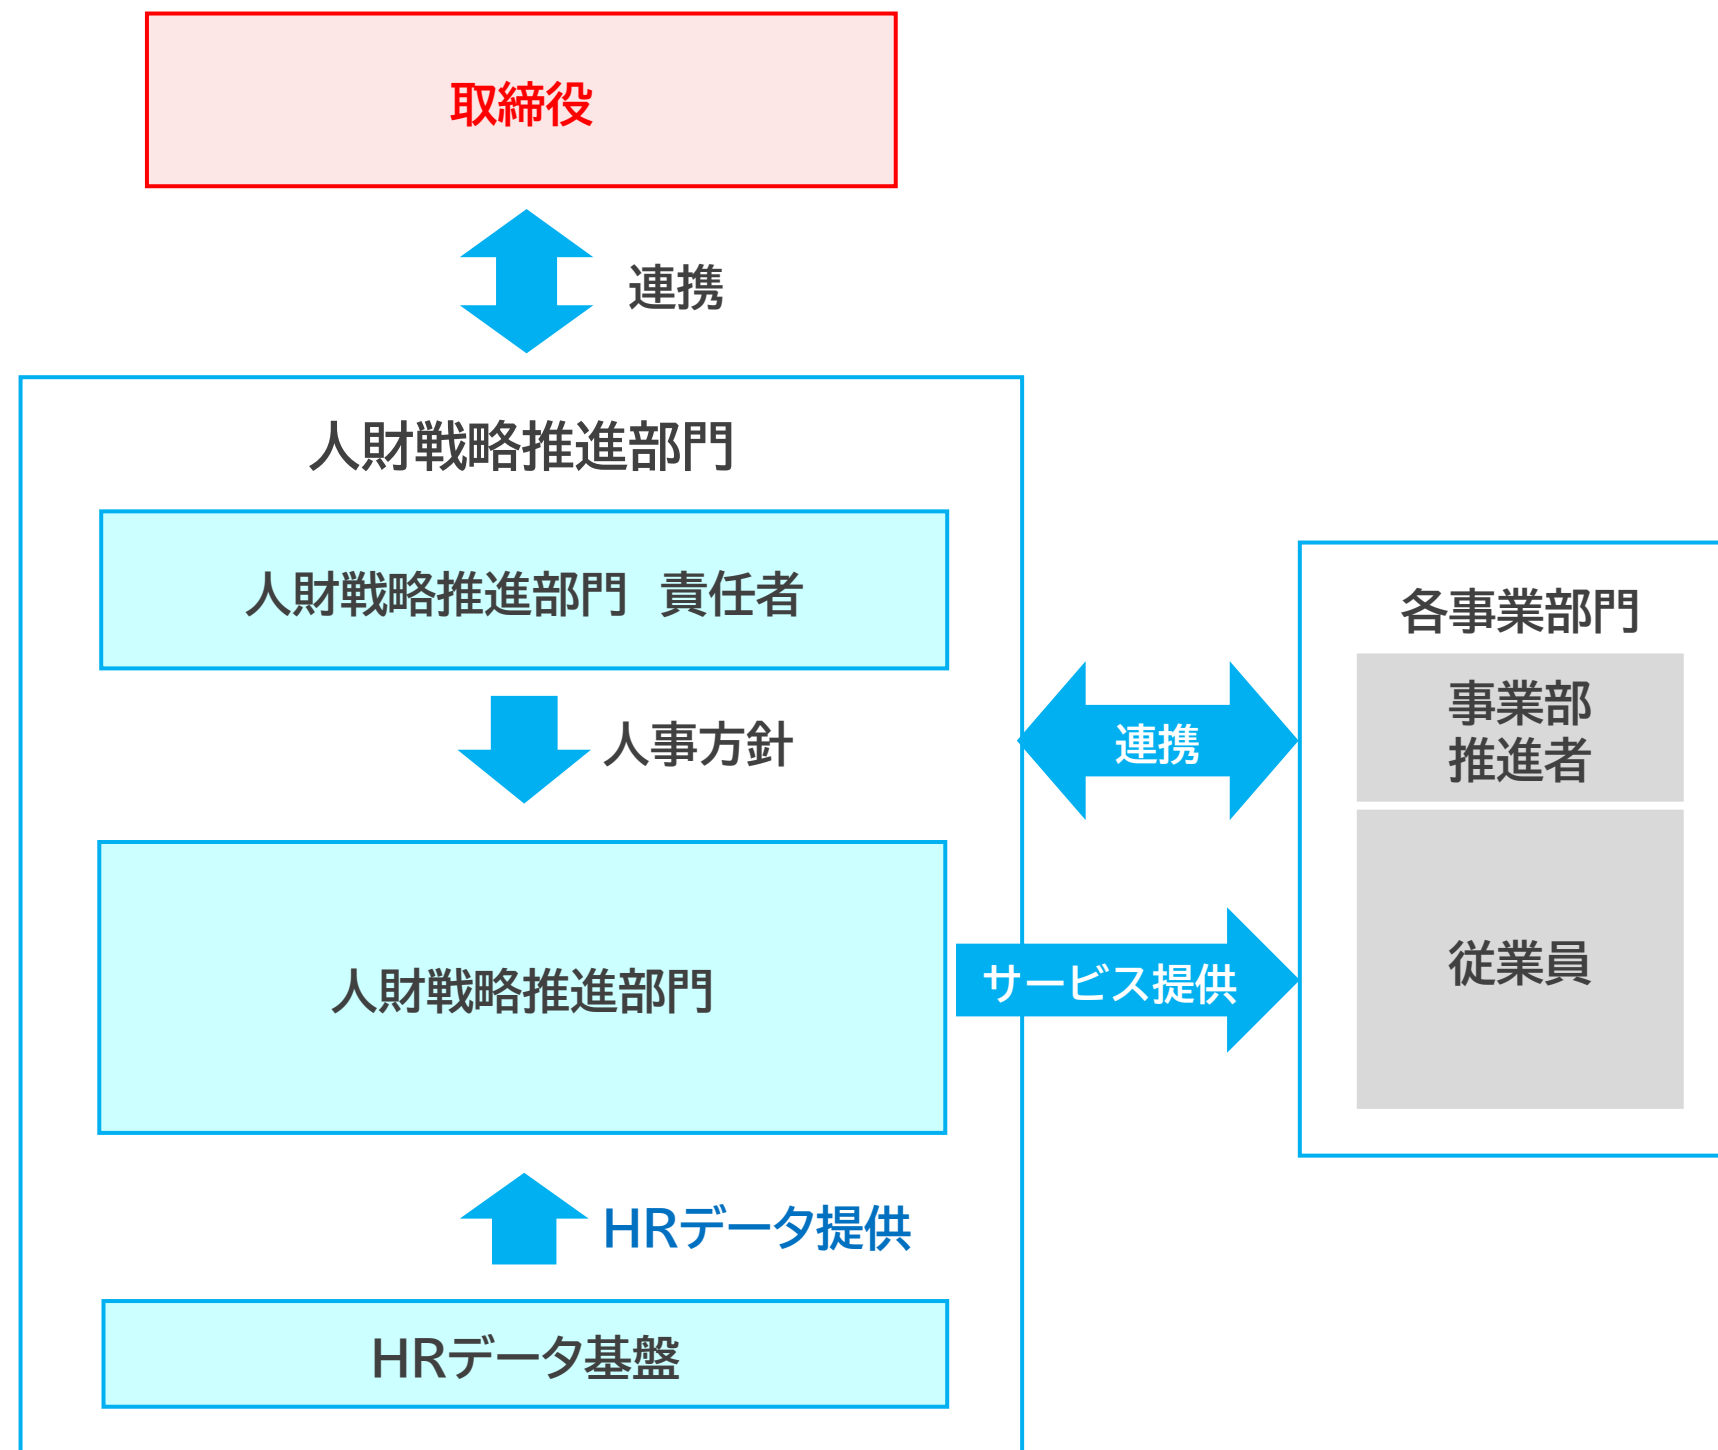 取締役
連携
人財戦略推進部門
人財戦略推進部門　責任者
人事方針
人財戦略推進部門
HRデータ提供
HRデータ基盤
連携
サービス提供
各事業部門
事業部
推進者
従業員